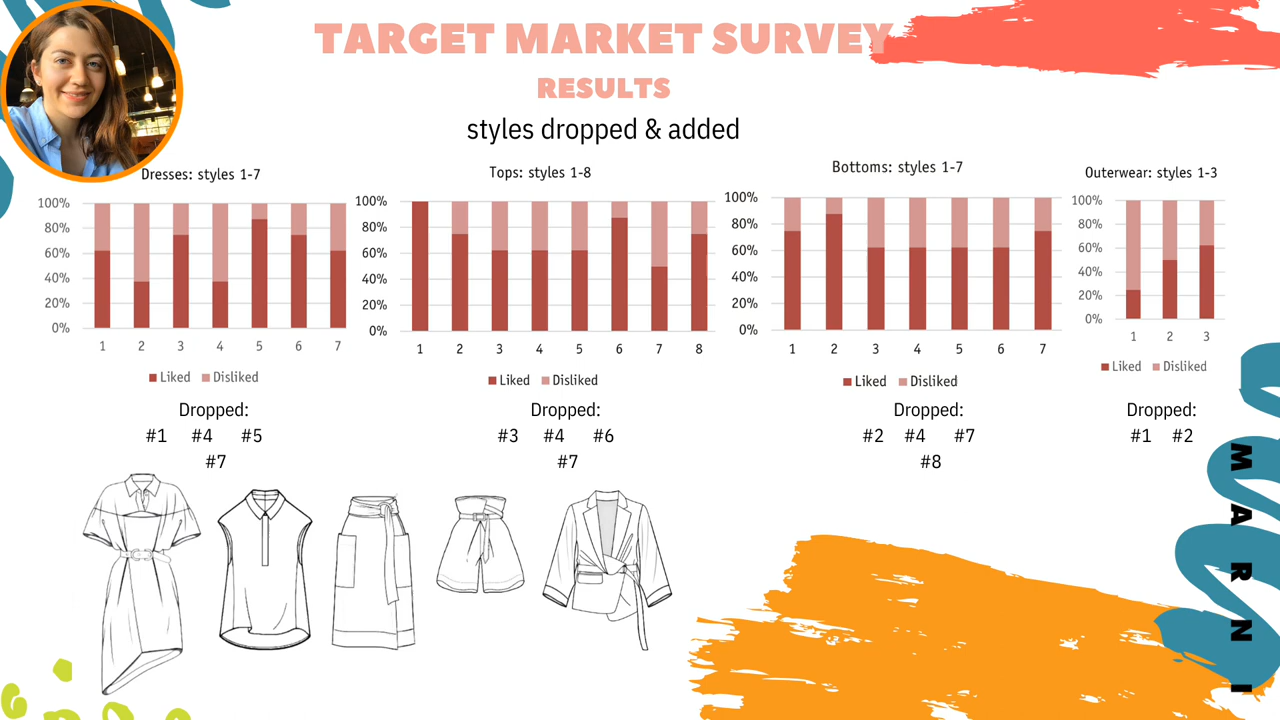 TARGET MARKET SURVEY
RESULTS
styles dropped & added
Dresses: styles 1-7
100%
80%
60%
40%
20%
0%
1 2 3 4 5 6 7
Liked Disliked
Dropped:
#1 #4 #5
#7
Tops: styles 1-8
100%
80%
60%
40%
20%
0%
1 2 3 4 5 6 7 8
Liked Disliked
Dropped:
#3 #4 #6
#7
Bottoms: styles 1-7
100%
80%
60%
40%
20%
0%
1 2 3 4 5 6 7
Liked Disliked
Dropped:
#2 #4 #7
#8
Outerwear: styles 1-3
100%
80%
60%
40%
20%
0%
1 2 3
Liked Disliked
Dropped:
#1 #2
MARNI